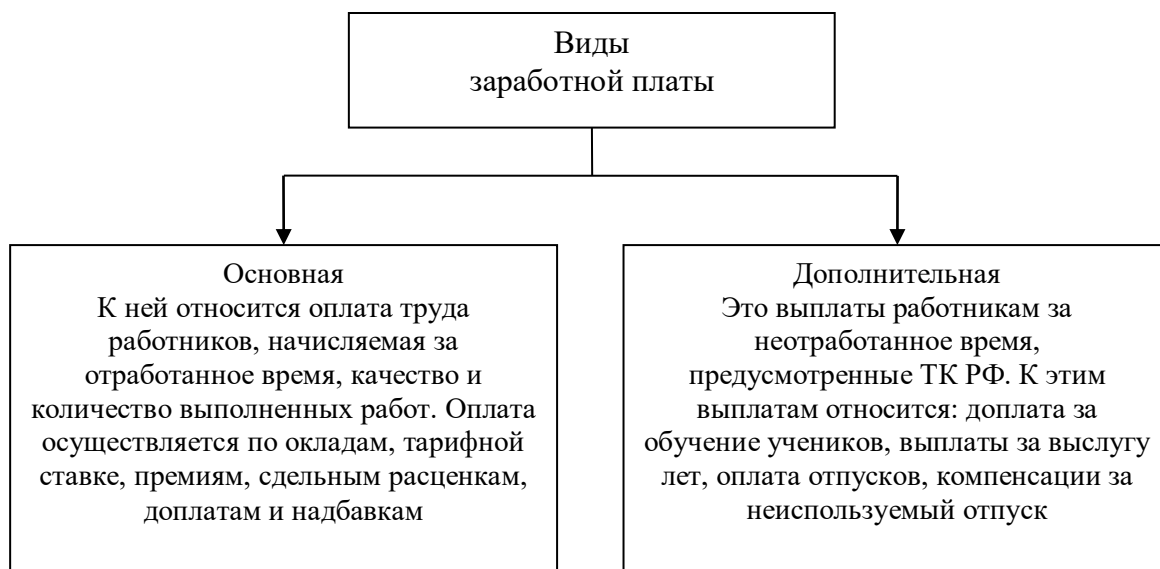 Виды
заработной платы
Основная
К ней относится оплата труда
работников, начисляемая за
отработанное время, качество и
количество выполненных работ. Оплата
осуществляется по окладам, тарифной
ставке, премиям, сдельным расценкам,
доплатам и надбавкам
Дополнительная
Это выплаты работникам за
неотработанное время,
предусмотренные ТК РФ. К этим
выплатам относится: доплата за
обучение учеников, выплаты за выслугу
лет, оплата отпусков, компенсации за
неиспользуемый отпуск